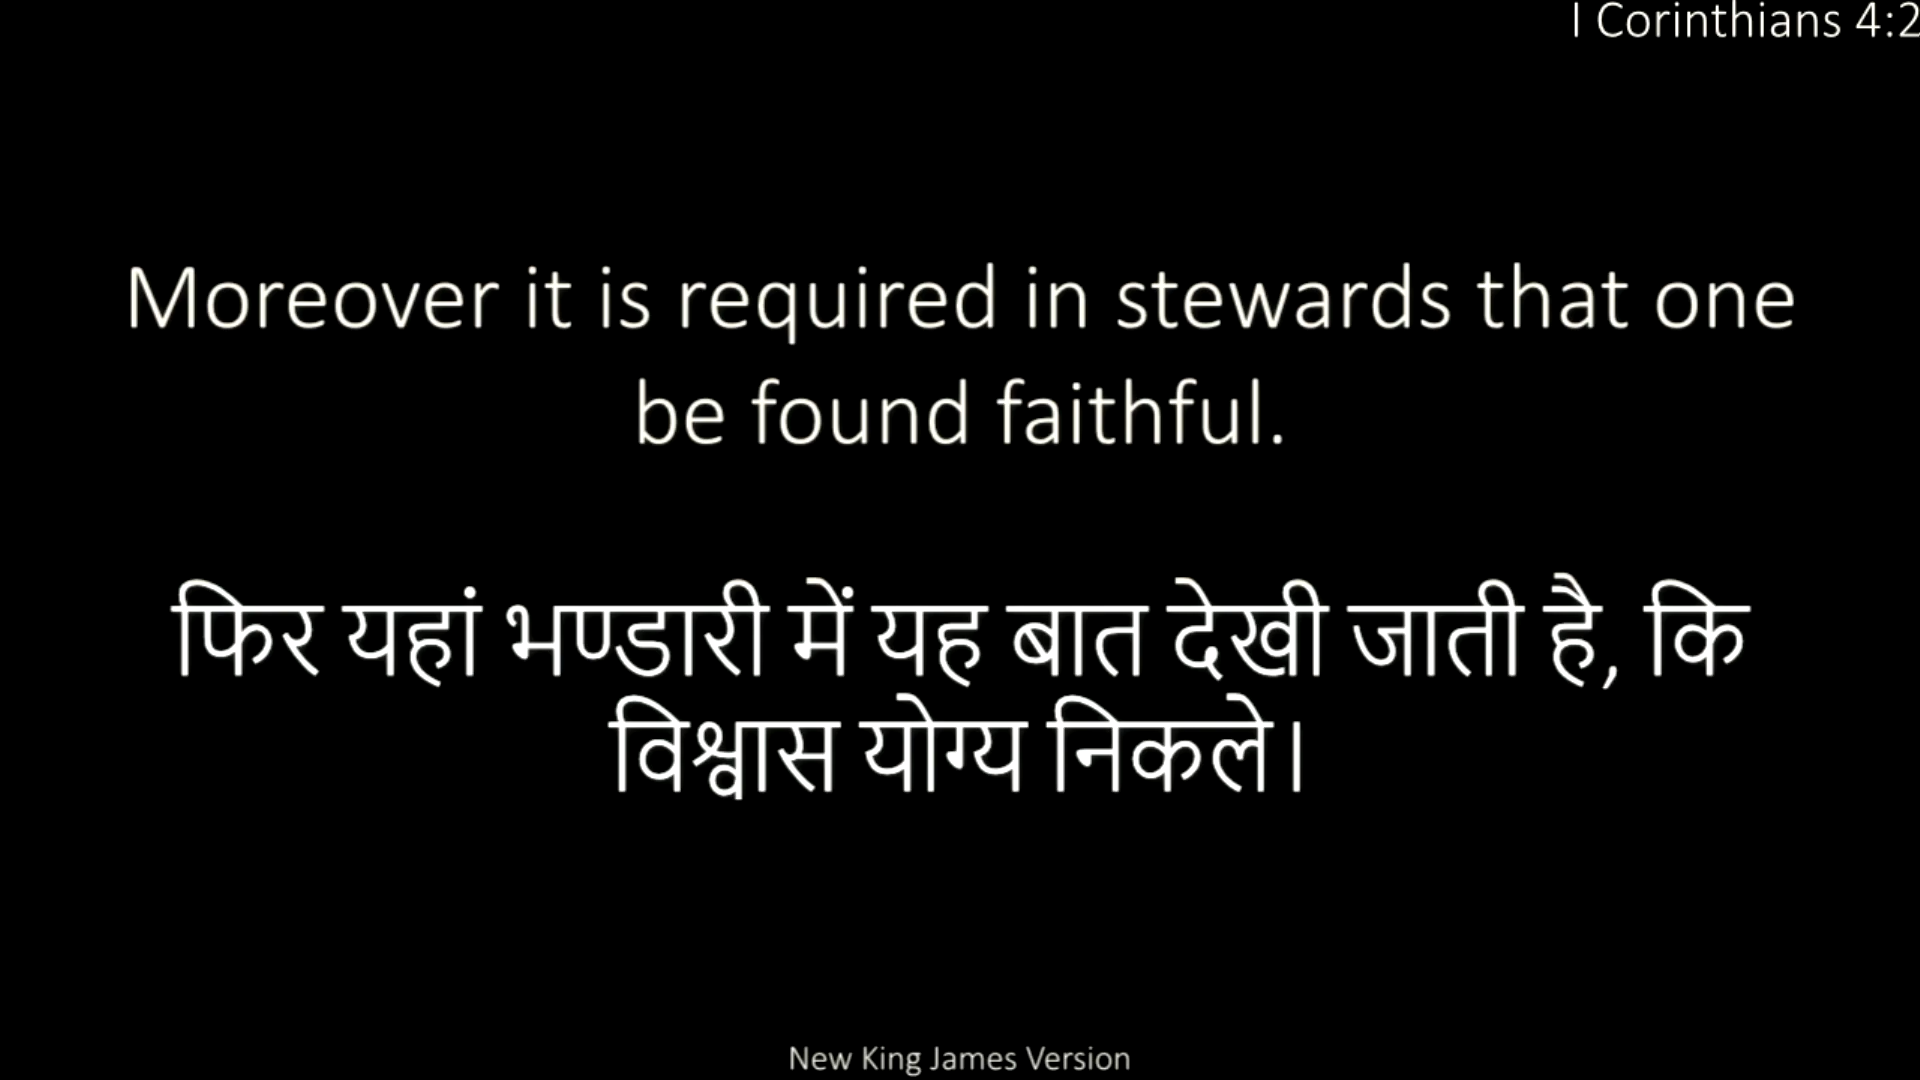 I Corinthians 4:2
Moreover it is required in stewards that one
be found faithful.
फिर यहां भण्डारी में यह बात देखी जाती है, कि
विश्वास योग्य निकले।
New King James Version